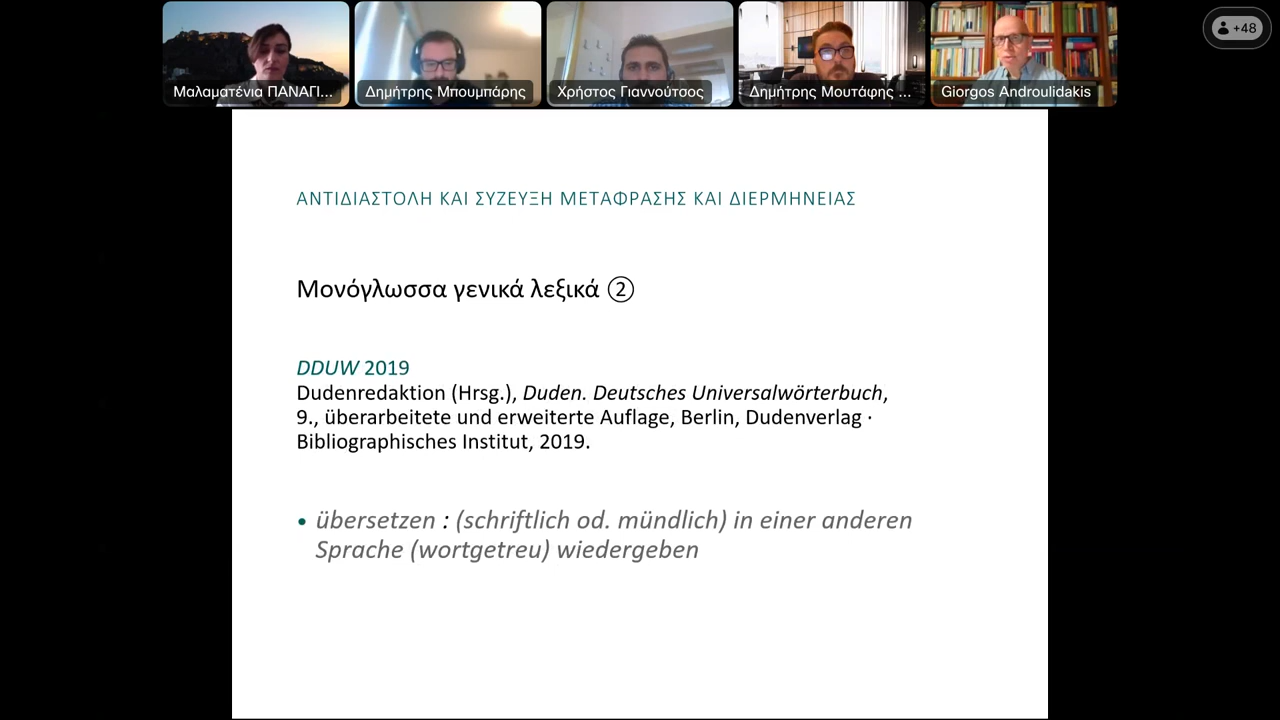 Μαλαματένια ΠΑΝΑΓΙ...
Δημήτρης Μπουμπάρης
Χρήστος Γιαννούτσος
Δημήτρης Μουτάφης ...
Giorgos Androulidakis
+48
ΑΝΤΙΔΙΑΣΤΟΛΗ ΚΑΙ ΣΥΖΕΥΞΗ ΜΕΤΑΦΡΑΣΗΣ ΚΑΙ ΔΙΕΡΜΗΝΕΙΑΣ
Μονόγλωσσα γενικά λεξικά ②
DDUW 2019
Dudenredaktion (Hrsg.), Duden. Deutsches Universalwörterbuch,
9., überarbeitete und erweiterte Auflage, Berlin, Dudenverlag ·
Bibliographisches Institut, 2019.
• übersetzen : (schriftlich od. mündlich) in einer anderen
Sprache (wortgetreu) wiedergeben